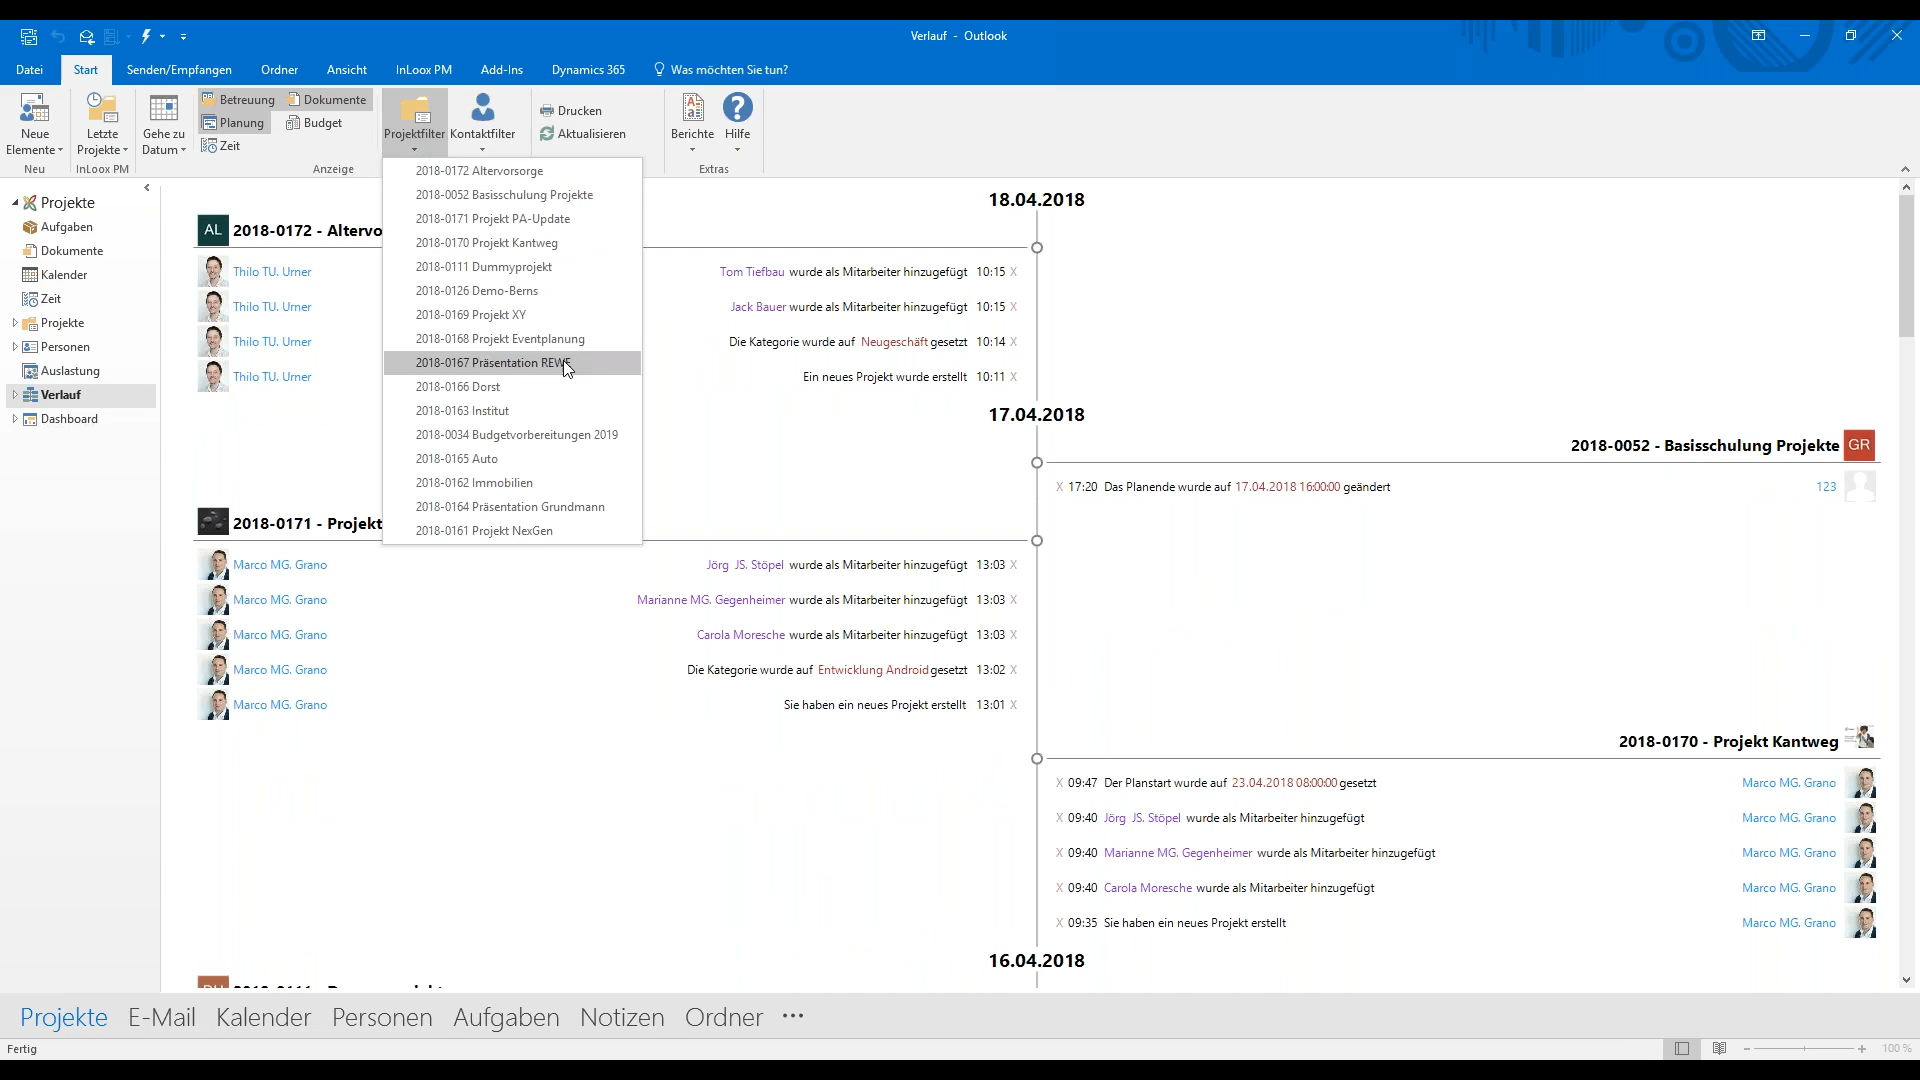 Verlauf - Outlook
Datei Start Senden/Empfangen Ordner Ansicht InLoox PM Add-Ins Dynamics 365 Was möchten Sie tun?
Neue Elemente
Neu
Letzte Projekte
InLoox PM
Gehe zu Datum
Betreuung Dokumente
Planung Budget
Zeit
Anzeige
Projektfilter Kontaktfilter
Drucken
Aktualisieren
Berichte Hilfe
Extras
Projekte
Aufgaben
Dokumente
Kalender
Zeit
Projekte
Personen
Auslastung
Verlauf
Dashboard
2018-0172 Altervorsorge
2018-0052 Basisschulung Projekte
2018-0171 Projekt PA-Update
2018-0170 Projekt Kantweg
2018-0111 Dummyprojekt
2018-0126 Demo-Berns
2018-0169 Projekt XY
2018-0168 Projekt Eventplanung
2018-0167 Präsentation REWE
2018-0166 Dorst
2018-0163 Institut
2018-0034 Budgetvorbereitungen 2019
2018-0165 Auto
2018-0162 Immobilien
2018-0164 Präsentation Grundmann
2018-0161 Projekt NexGen
18.04.2018
AL 2018-0172 - Altervo
Thilo TU. Urner Tom Tiefbau wurde als Mitarbeiter hinzugefügt 10:15 X
Thilo TU. Urner Jack Bauer wurde als Mitarbeiter hinzugefügt 10:15 X
Thilo TU. Urner Die Kategorie wurde auf Neugeschäft gesetzt 10:14 X
Thilo TU. Urner Ein neues Projekt wurde erstellt 10:11 X
17.04.2018
2018-0052 - Basisschulung Projekte GR
X 17:20 Das Planende wurde auf 17.04.2018 16:00:00 geändert 123
2018-0171 - Projekt
Marco MG. Grano Jörg JS. Stöpel wurde als Mitarbeiter hinzugefügt 13:03 X
Marco MG. Grano Marianne MG. Gegenheimer wurde als Mitarbeiter hinzugefügt 13:03 X
Marco MG. Grano Carola Moresche wurde als Mitarbeiter hinzugefügt 13:03 X
Marco MG. Grano Die Kategorie wurde auf Entwicklung Android gesetzt 13:02 X
Marco MG. Grano Sie haben ein neues Projekt erstellt 13:01 X
2018-0170 - Projekt Kantweg
X 09:47 Der Planstart wurde auf 23.04.2018 08:00:00 gesetzt Marco MG. Grano
X 09:40 Jörg JS. Stöpel wurde als Mitarbeiter hinzugefügt Marco MG. Grano
X 09:40 Marianne MG. Gegenheimer wurde als Mitarbeiter hinzugefügt Marco MG. Grano
X 09:40 Carola Moresche wurde als Mitarbeiter hinzugefügt Marco MG. Grano
X 09:35 Sie haben ein neues Projekt erstellt Marco MG. Grano
16.04.2018
Projekte E-Mail Kalender Personen Aufgaben Notizen Ordner ...
Fertig
100 %